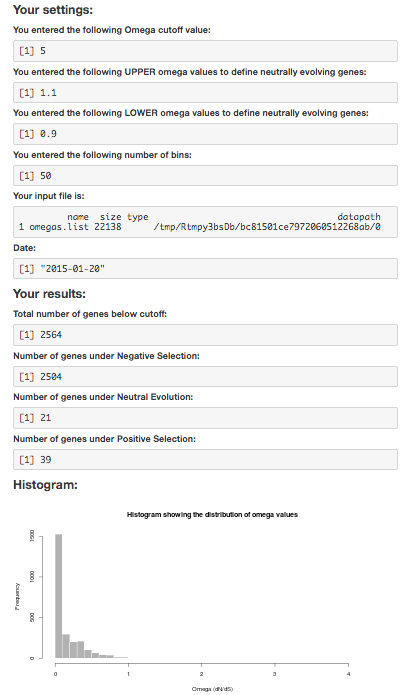 Your settings:
You entered the following Omega cutoff value:
[1] 5
You entered the following UPPER omega values to define neutrally evolving genes:
[1] 1.1
You entered the following LOWER omega values to define neutrally evolving genes:
[1] 0.9
You entered the following number of bins:
[1] 50
Your input file is:
name size type datapath
1 omegas.list 22138 /tmp/Rtmpy3bsDb/bc81501ce7972060512268ab/0
Date:
[1] "2015-01-20"
Your results:
Total number of genes below cutoff:
[1] 2564
Number of genes under Negative Selection:
[1] 2504
Number of genes under Neutral Evolution:
[1] 21
Number of genes under Positive Selection:
[1] 39
Histogram:
Histogram showing the distribution of omega values
Frequency
1500
1000
500
0
0 1 2 3 4
Omega (dN/dS)